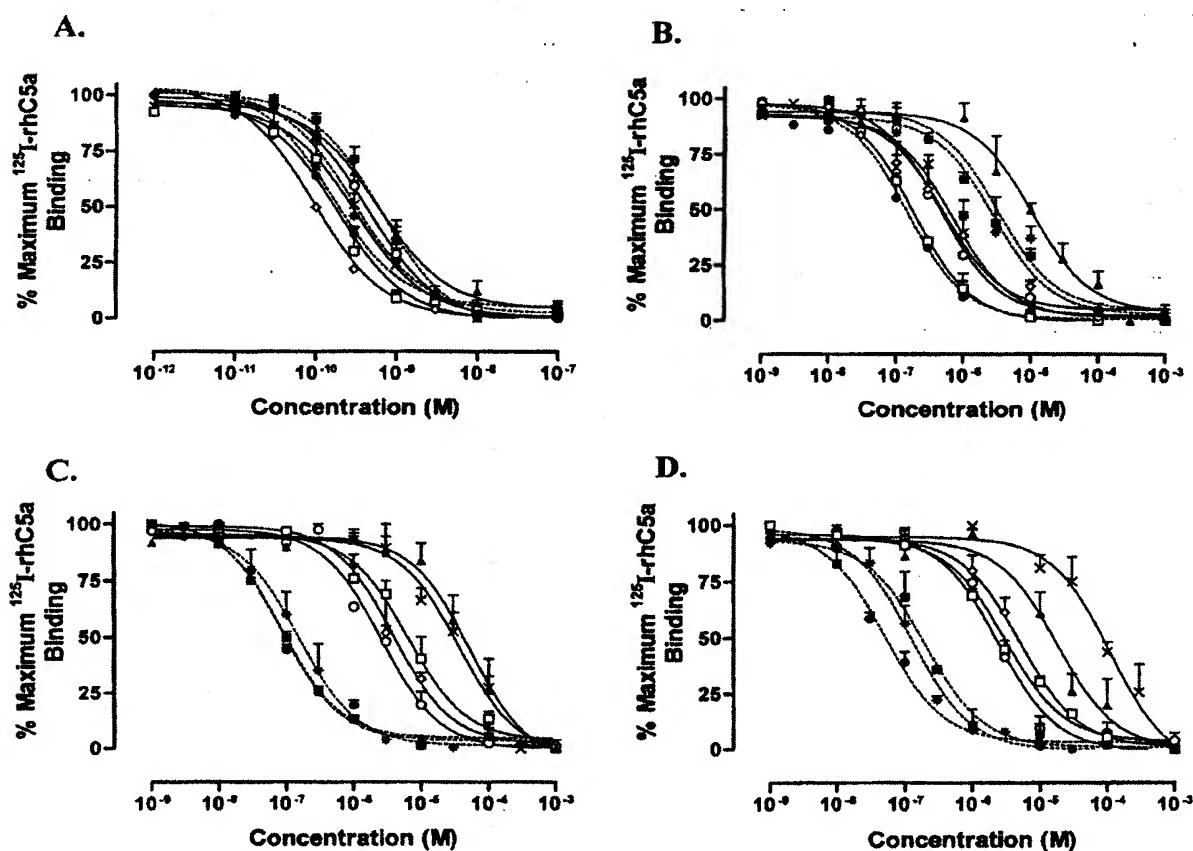 A.
% Maximum ¹²⁵I-rhC5a
Binding
100
75
50
25
0
10⁻¹² 10⁻¹¹ 10⁻¹⁰ 10⁻⁹ 10⁻⁸ 10⁻⁷
Concentration (M)
B.
% Maximum ¹²⁵I-rhC5a
Binding
100
75
50
25
0
10⁻⁹ 10⁻⁸ 10⁻⁷ 10⁻⁶ 10⁻⁵ 10⁻⁴ 10⁻³
Concentration (M)
C.
% Maximum ¹²⁵I-rhC5a
Binding
100
75
50
25
0
10⁻⁹ 10⁻⁸ 10⁻⁷ 10⁻⁶ 10⁻⁵ 10⁻⁴ 10⁻³
Concentration (M)
D.
% Maximum ¹²⁵I-rhC5a
Binding
100
75
50
25
0
10⁻⁹ 10⁻⁸ 10⁻⁷ 10⁻⁶ 10⁻⁵ 10⁻⁴ 10⁻³
Concentration (M)